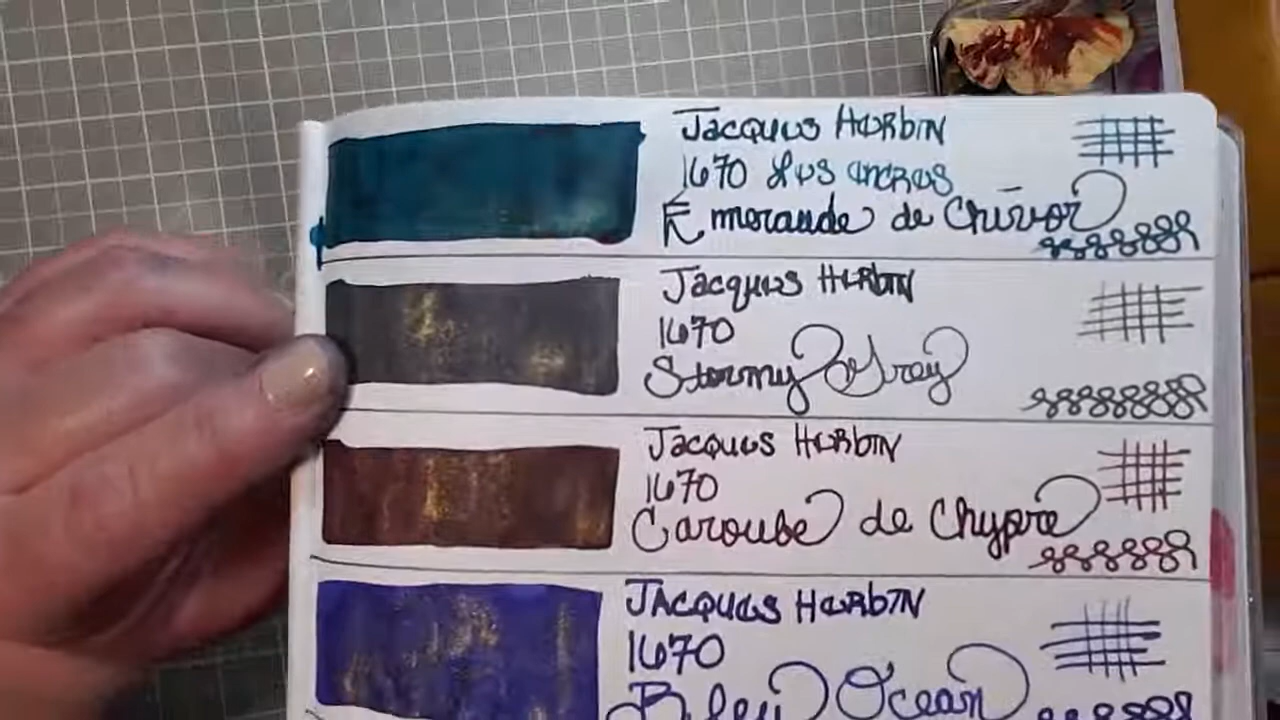 Jacques Herbin
1670 Les encres
Émeraude de Chivor
Jacques Herbin
1670
Stormy Grey
Jacques Herbin
1670
Caroube de Chypre
Jacques Herbin
1670
Bleu Ocean